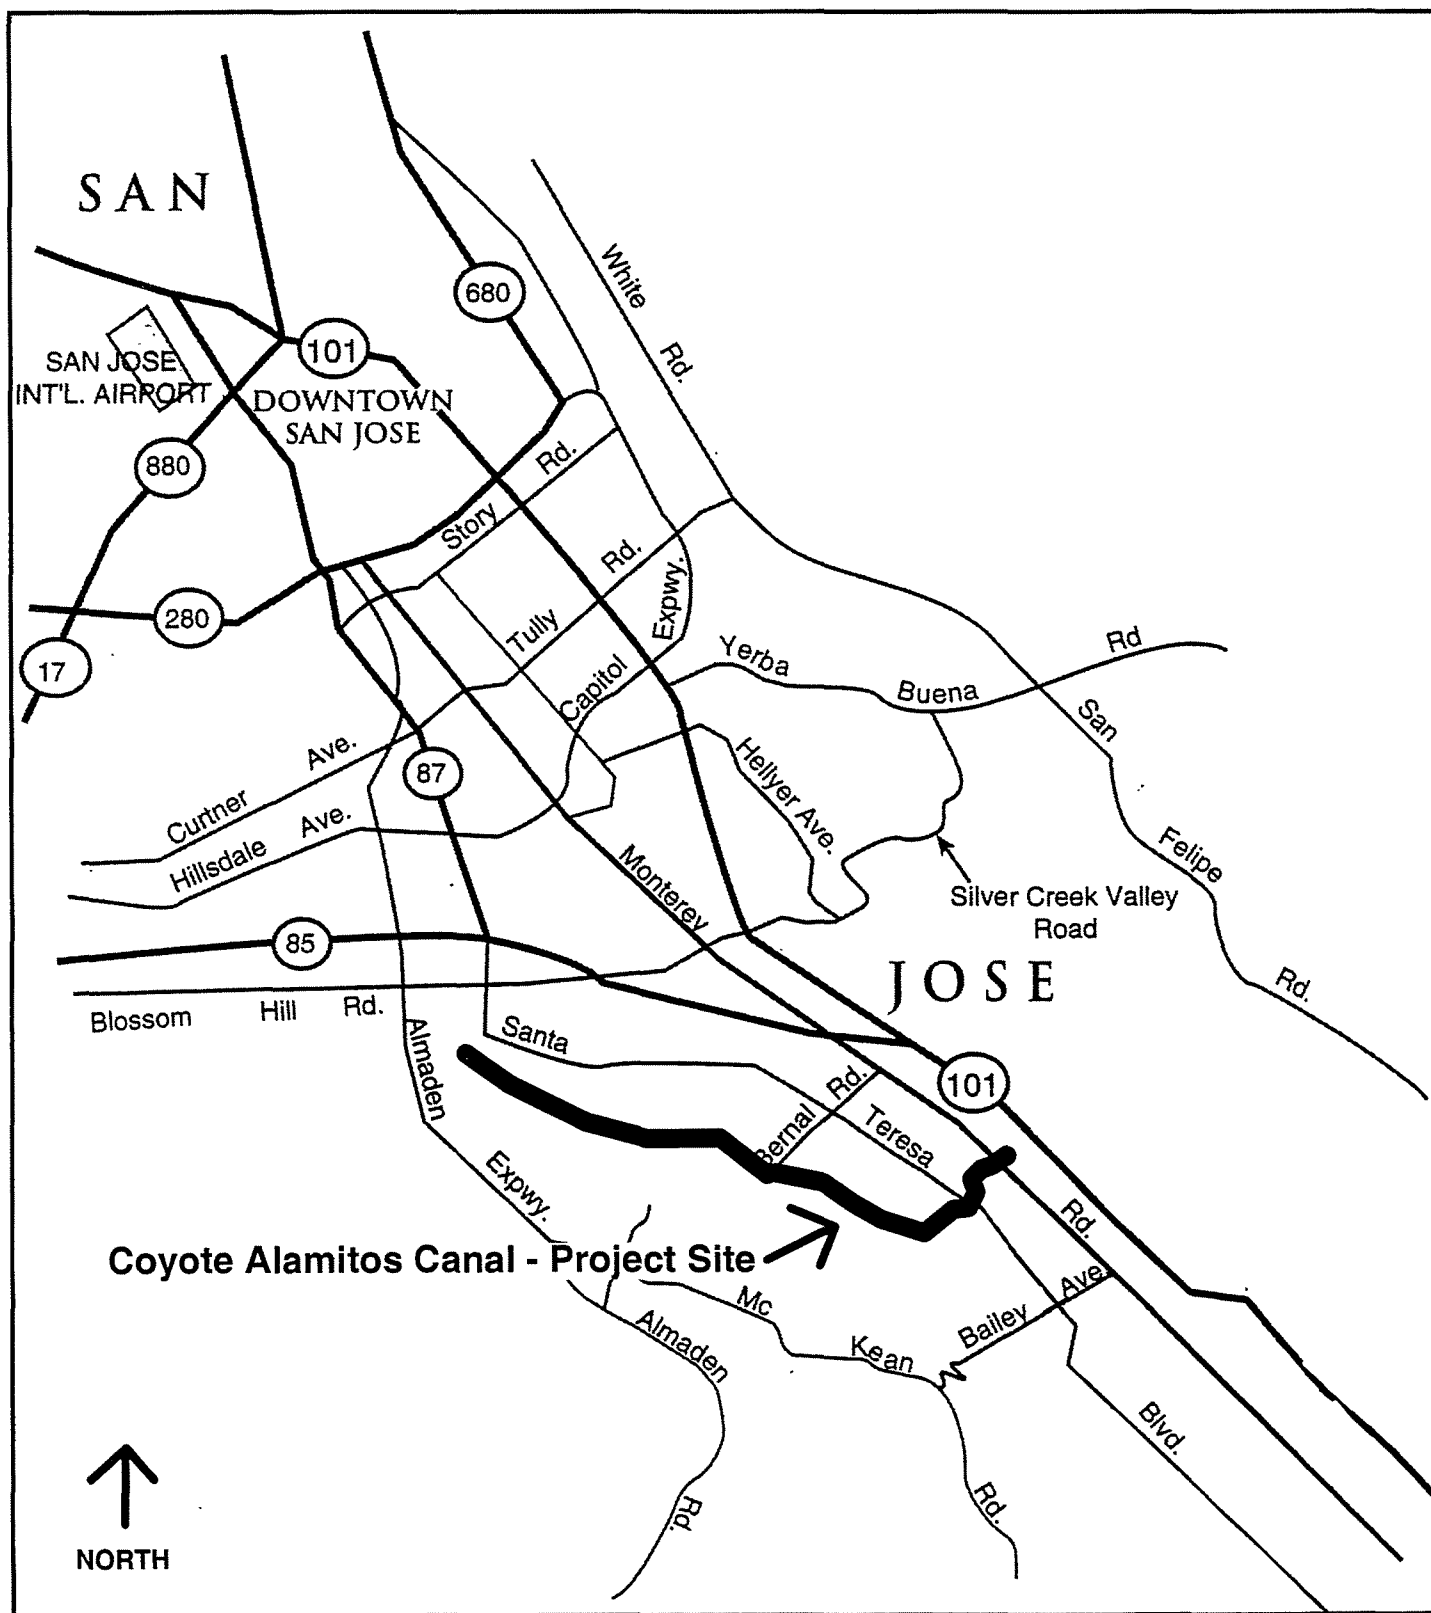 SAN
White
Rd.
680
101
SAN JOSE
INT'L. AIRPORT
DOWNTOWN
SAN JOSE
880
Story
Rd.
280
17
Tully
Rd.
Capitol
Expwy.
Yerba
Buena
Rd
San
Felipe
Rd.
87
Curtner
Ave.
Hillsdale
Ave.
Hellyer Ave.
Monterey
Silver Creek Valley
Road
85
JOSE
Blossom
Hill
Rd.
Almaden
Expwy.
Santa
Teresa
Bernal
Rd.
101
Rd.
Coyote Alamitos Canal - Project Site
Mc
Kean
Rd.
Bailey
Ave.
Almaden
Rd.
Blvd.
NORTH